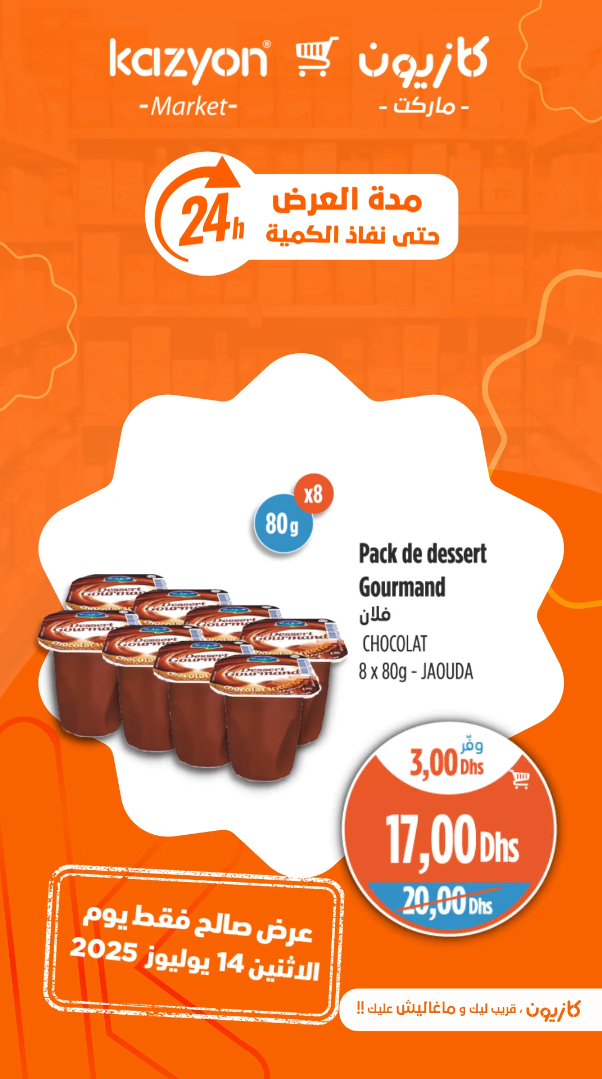 kazyon® كازيون
-Market- - ماركت -
24h
مدة العرض
حتى نفاذ الكمية
x8
80g
Pack de dessert
Gourmand
فلان
CHOCOLAT
8 x 80g - JAOUDA
Dessert
Gourmand
وفّر
3,00 Dhs
17,00 Dhs
20,00 Dhs
عرض صالح فقط يوم
الاثنين 14 يوليوز 2025
كازيون ، قريب ليك و ماغاليش عليك !!